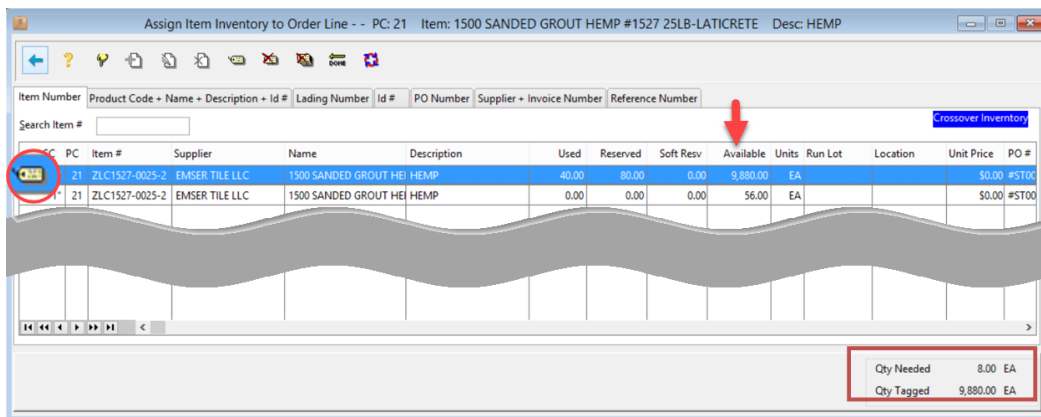 Assign Item Inventory to Order Line - - PC: 21 Item: 1500 SANDED GROUT HEMP #1527 25LB-LATICRETE Desc: HEMP
DONE
Item Number Product Code + Name + Description + Id # Lading Number Id # PO Number Supplier + Invoice Number Reference Number
Crossover Inverntory
Search Item #
SC PC Item # Supplier Name Description Used Reserved Soft Resv Available Units Run Lot Location Unit Price PO #
21 ZLC1527-0025-2 EMSER TILE LLC 1500 SANDED GROUT HEI HEMP 40.00 80.00 0.00 9,880.00 EA $0.00 #ST00
1* 21 ZLC1527-0025-2 EMSER TILE LLC 1500 SANDED GROUT HEI HEMP 0.00 0.00 0.00 56.00 EA $0.00 #ST00
Qty Needed 8.00 EA
Qty Tagged 9,880.00 EA